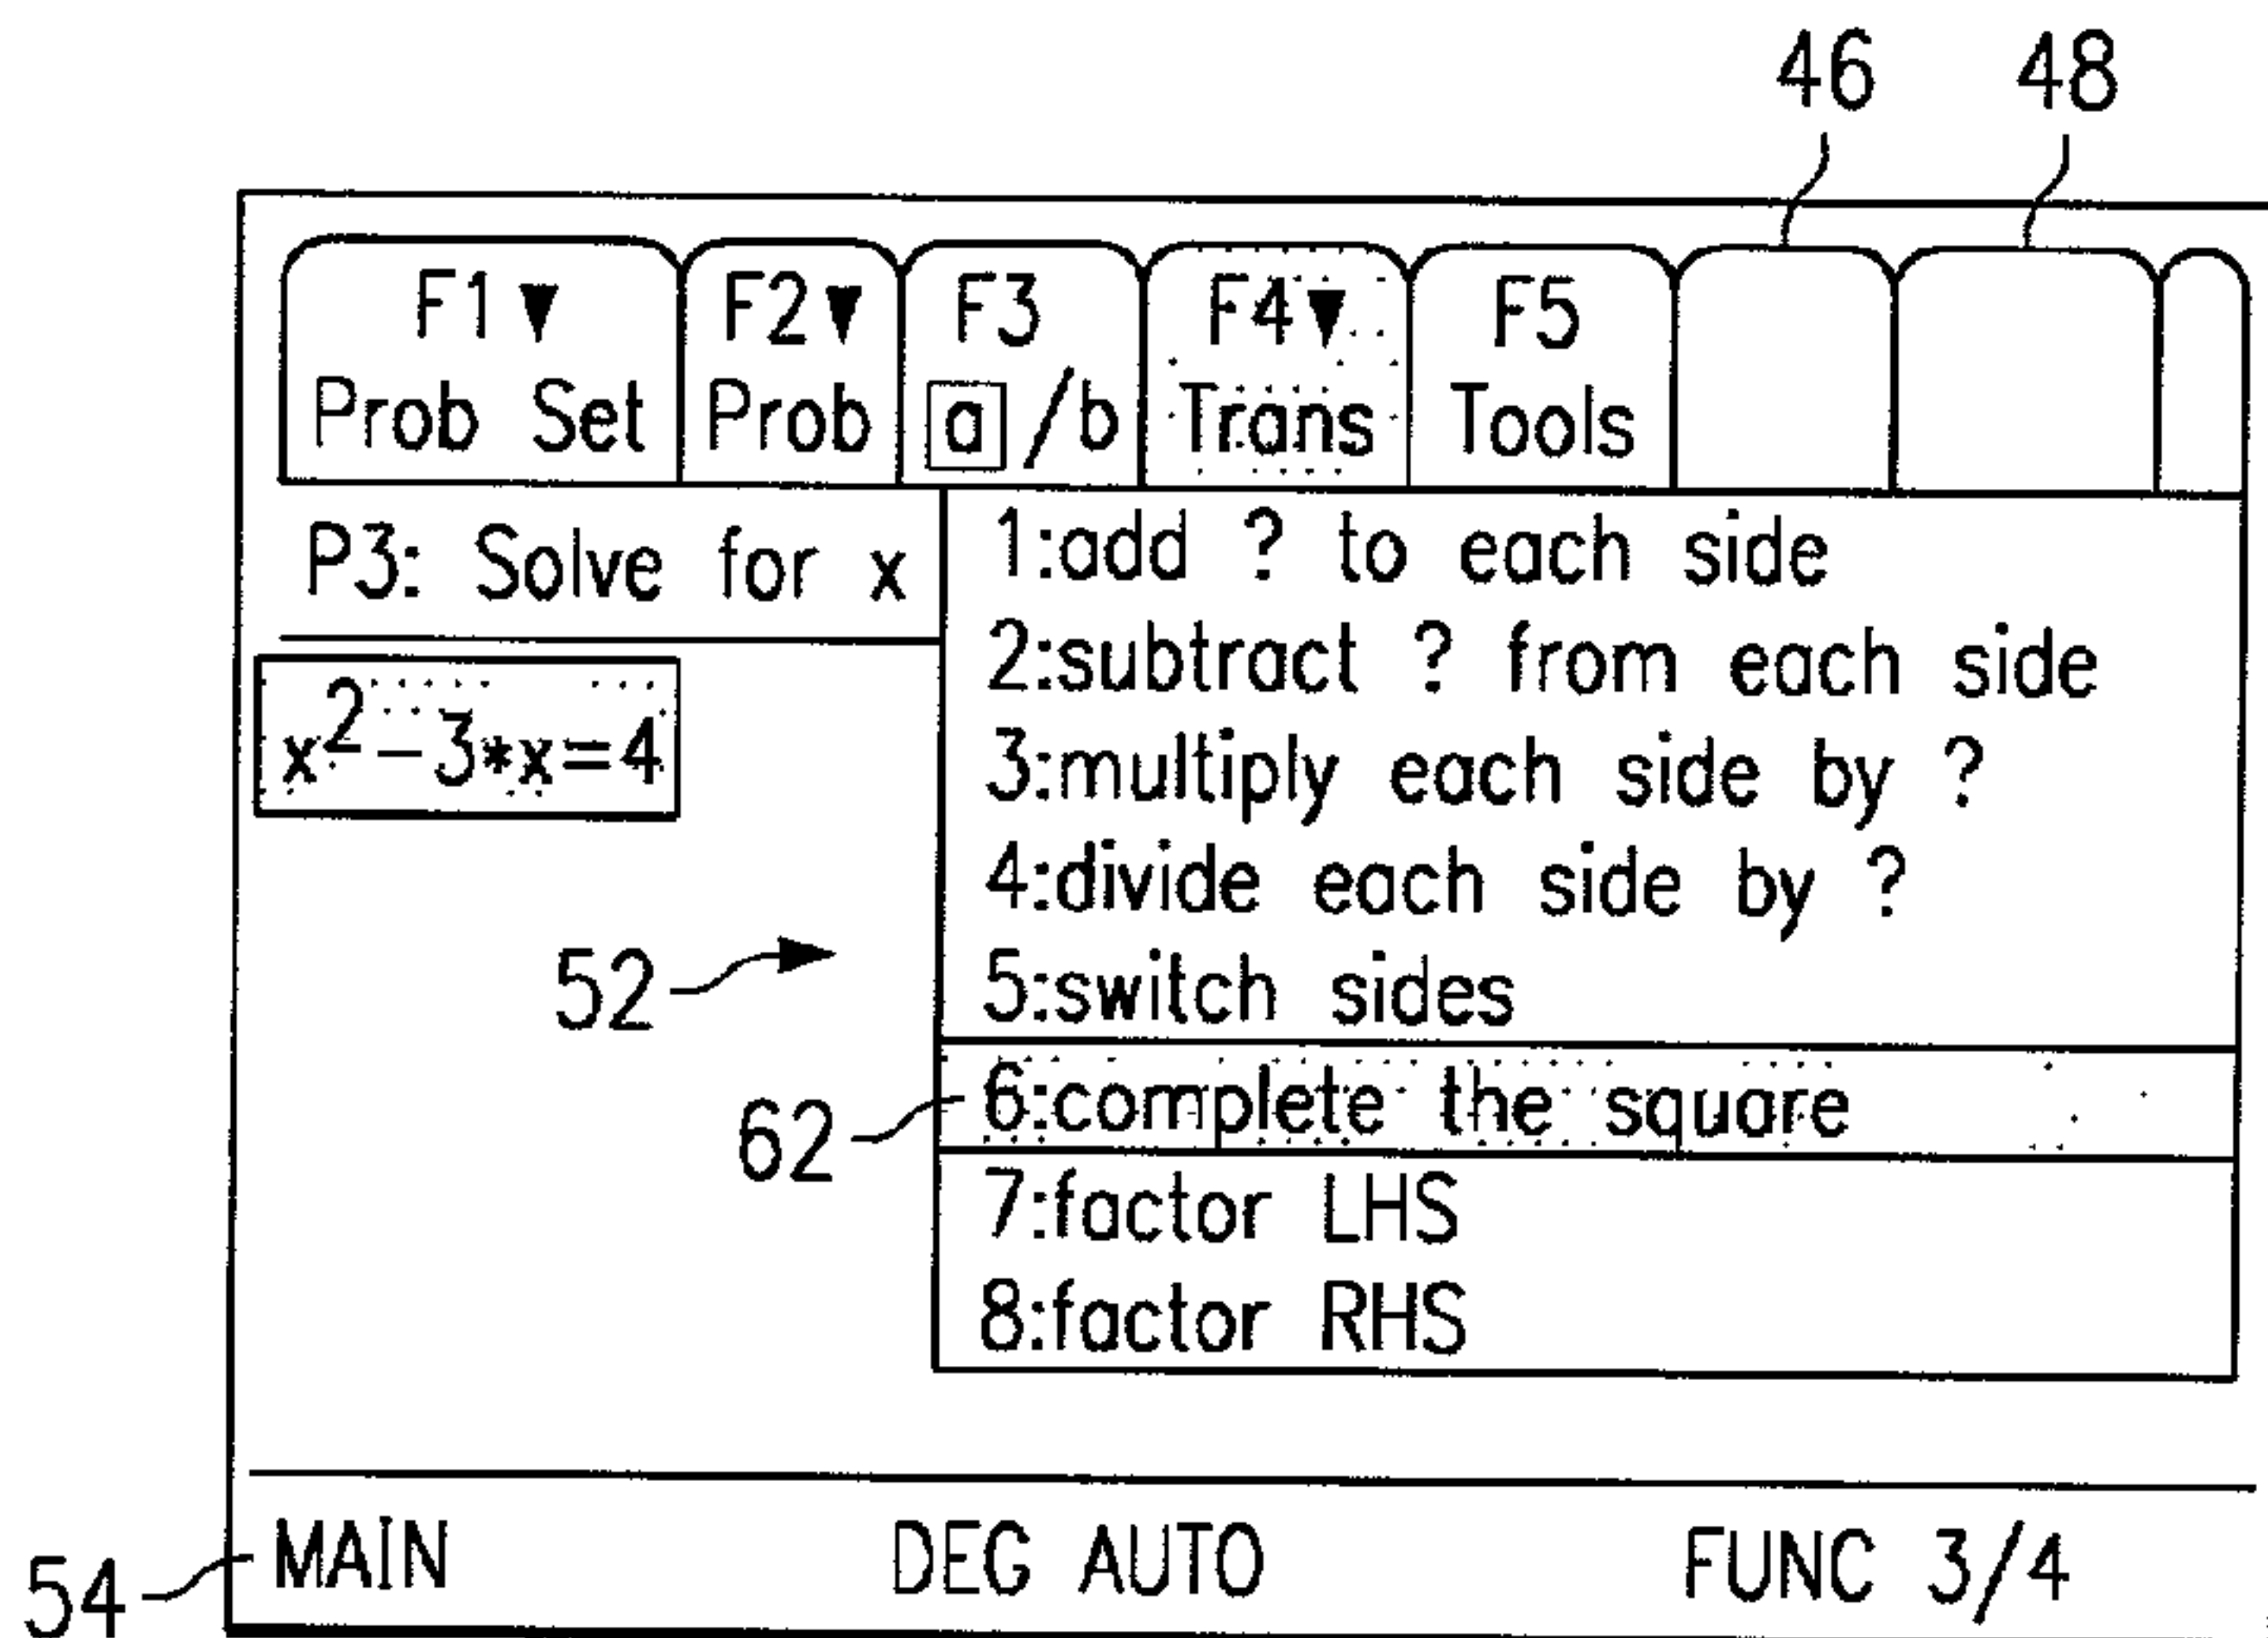 46 48
F1▼ F2▼ F3 F4▼ F5
Prob Set Prob a/b Trans Tools
P3: Solve for x
x²-3*x=4
1:add ? to each side
2:subtract ? from each side
3:multiply each side by ?
4:divide each side by ?
5:switch sides
6:complete the square
7:factor LHS
8:factor RHS
52
62
54
MAIN DEG AUTO FUNC 3/4